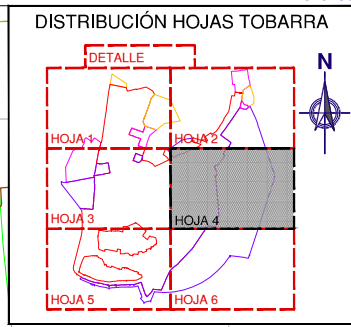 DISTRIBUCIÓN HOJAS TOBARRA
DETALLE
N
HOJA 1
HOJA 2
HOJA 3
HOJA 4
HOJA 5
HOJA 6